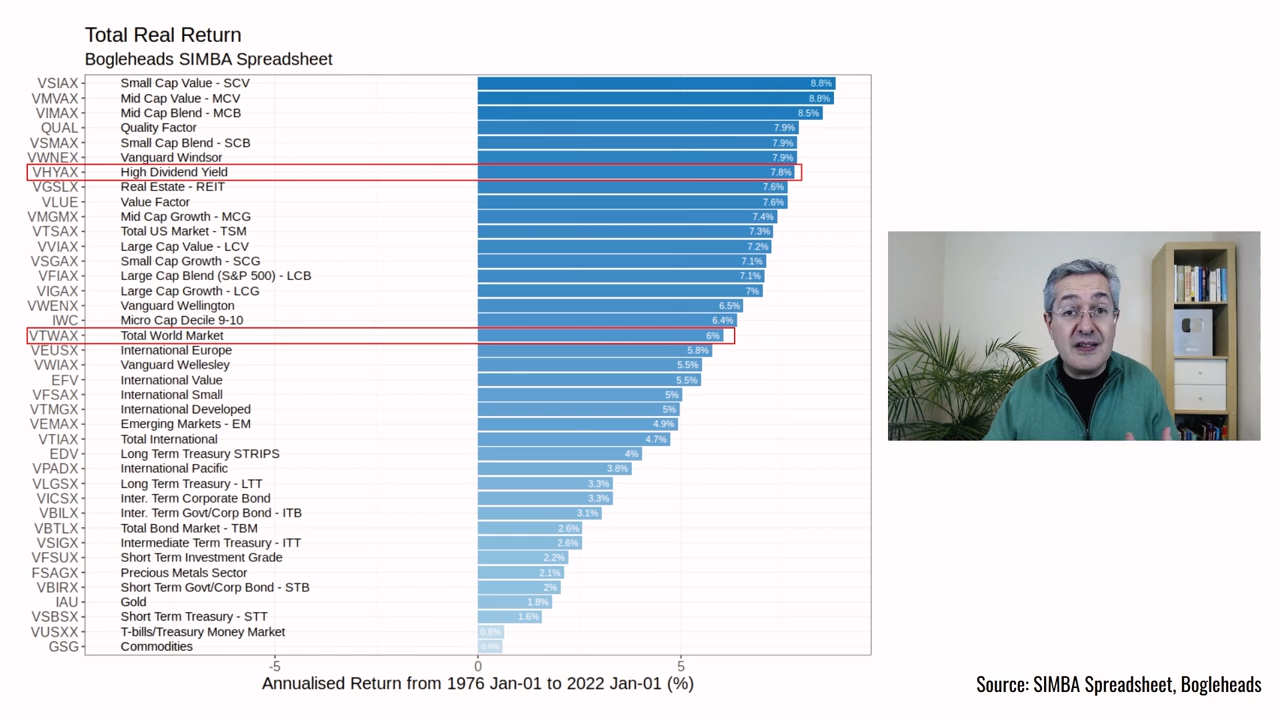 Total Real Return
Bogleheads SIMBA Spreadsheet
VSIAX Small Cap Value - SCV 8.8%
VMVAX Mid Cap Value - MCV 8.8%
VIMAX Mid Cap Blend - MCB 8.5%
QUAL Quality Factor 7.9%
VSMAX Small Cap Blend - SCB 7.9%
VWNEX Vanguard Windsor 7.9%
VHYAX High Dividend Yield 7.8%
VGSLX Real Estate - REIT 7.6%
VLUE Value Factor 7.6%
VMGMX Mid Cap Growth - MCG 7.4%
VTSAX Total US Market - TSM 7.3%
VVIAX Large Cap Value - LCV 7.2%
VSGAX Small Cap Growth - SCG 7.1%
VFIAX Large Cap Blend (S&P 500) - LCB 7.1%
VIGAX Large Cap Growth - LCG 7%
VWENX Vanguard Wellington 6.5%
IWC Micro Cap Decile 9-10 6.4%
VTWAX Total World Market 6%
VEUSX International Europe 5.8%
VWIAX Vanguard Wellesley 5.5%
EFV International Value 5.5%
VFSAX International Small 5%
VTMGX International Developed 5%
VEMAX Emerging Markets - EM 4.9%
VTIAX Total International 4.7%
EDV Long Term Treasury STRIPS 4%
VPADX International Pacific 3.8%
VLGSX Long Term Treasury - LTT 3.3%
VICSX Inter. Term Corporate Bond 3.3%
VBILX Inter. Term Govt/Corp Bond - ITB 3.1%
VBTLX Total Bond Market - TBM 2.6%
VSIGX Intermediate Term Treasury - ITT 2.6%
VFSUX Short Term Investment Grade 2.2%
FSAGX Precious Metals Sector 2.1%
VBIRX Short Term Govt/Corp Bond - STB 2%
IAU Gold 1.8%
VSBSX Short Term Treasury - STT 1.6%
VUSXX T-bills/Treasury Money Market 0.6%
GSG Commodities 0.6%
-5 0 5
Annualised Return from 1976 Jan-01 to 2022 Jan-01 (%)
Source: SIMBA Spreadsheet, Bogleheads